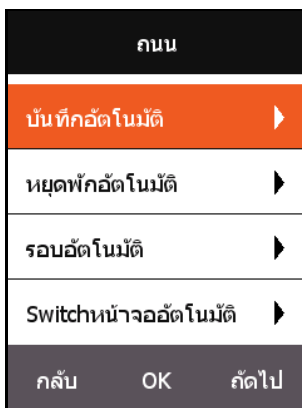 ถนน
บันทึกอัตโนมัติ
หยุดพักอัตโนมัติ
รอบอัตโนมัติ
Switchหน้าจออัตโนมัติ
กลับ OK ถัดไป